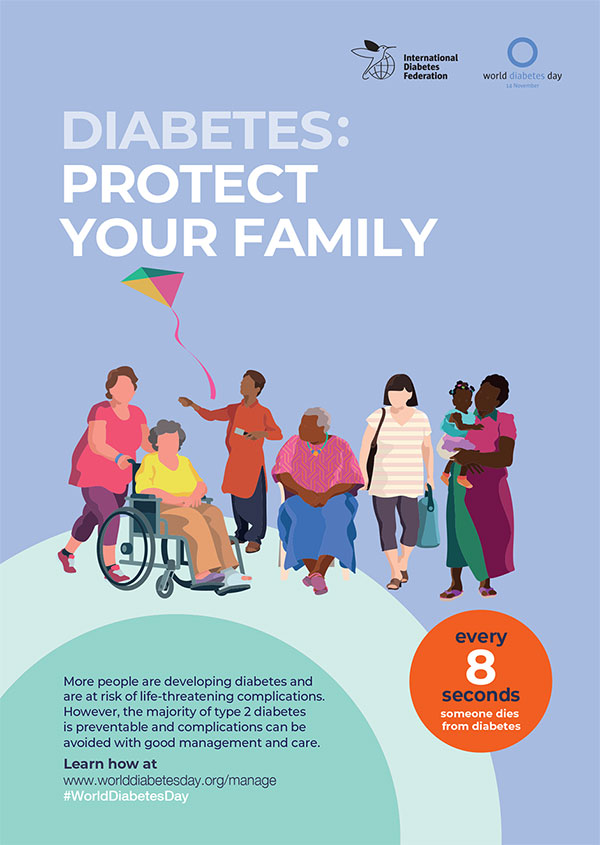 International
Diabetes
Federation
world diabetes day
14 November
DIABETES:
PROTECT
YOUR FAMILY
every
8
seconds
someone dies
from diabetes
More people are developing diabetes and
are at risk of life-threatening complications.
However, the majority of type 2 diabetes
is preventable and complications can be
avoided with good management and care.
Learn how at
www.worlddiabetesday.org/manage
#WorldDiabetesDay